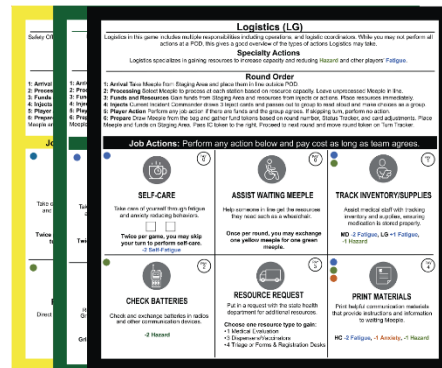 Logistics (LG)
Logistics in this game includes multiple responsibilities including operations, and logistic coordinators. While you may not perform all
actions at a POD, this gives a good overview of the types of actions Logistics may take.
Specialty Actions
Logistics specializes in gaining resources to increase capacity and reducing Hazard and other players' Fatigue.
Round Order
1: Arrival Take Meeple from Staging Area and place them in line outside POD.
2: Processing Select Meeple to process at each station based on resource capacity. Leave unprocessed Meeple in line.
3: Funds and Resources Gain funds from Staging Area and resources from injects or actions. Place resources immediately.
4: Injects Current Incident Commander draws 3 inject cards and passes out to group to read aloud and make choices as a group.
5: Player Action Perform any job action if there are funds and the group agrees. If skipping turn, perform no action.
6: Prepare Draw Meeple from the bag and gather fund tokens based on round number, Status Tracker, and card adjustments. Place
Meeple and funds on Staging Area. Pass IC token to the right. Proceed to next round and move round token on Turn Tracker.
Job Actions: Perform any action below and pay cost as long as team agrees.
SELF-CARE
Take care of yourself through fatigue
and anxiety reducing behaviors.
Twice per game, you may skip
your turn to perform self-care.
-2 Self-Fatigue
ASSIST WAITING MEEPLE
Help someone in line get the resources
they need such as a wheelchair.
Once per round, you may exchange
one yellow meeple for one green
meeple.
TRACK INVENTORY/SUPPLIES
Assist medical staff with tracking
inventory and supplies, ensuring
medication is stored properly.
MD -2 Fatigue, LG +1 Fatigue,
-1 Hazard
CHECK BATTERIES
Check and exchange batteries in radios
and other communication devices.
-2 Hazard
RESOURCE REQUEST
Put in a request with the state health
department for additional resources.
Choose one resource type to gain:
+1 Medical Evaluation
+3 Dispensers/Vaccinators
+4 Triage or Forms & Registration Desks
PRINT MATERIALS
Print helpful communication materials
that provide instructions and information
to waiting Meeple.
HC -2 Fatigue, -1 Anxiety, -1 Hazard